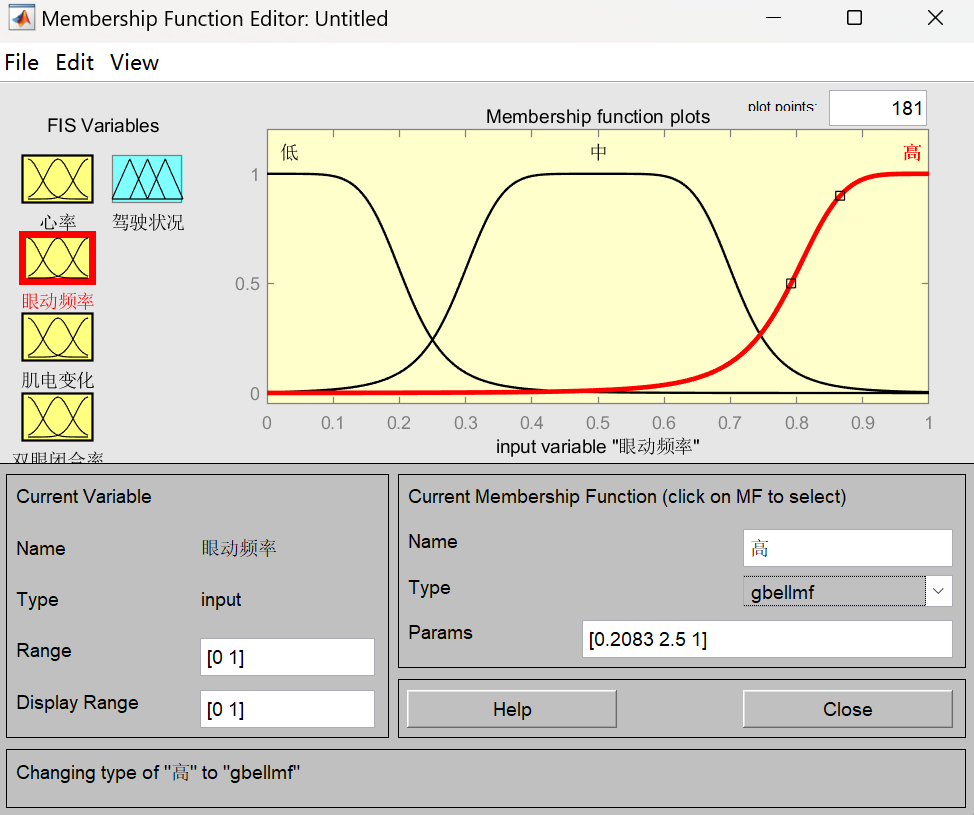 Membership Function Editor: Untitled
File Edit View
FIS Variables
心率
驾驶状况
眼动频率
肌电变化
双眼闭合率
Membership function plots
plot points:
181
低
中
高
1
0.5
0
0 0.1 0.2 0.3 0.4 0.5 0.6 0.7 0.8 0.9 1
input variable "眼动频率"
Current Variable
Name 眼动频率
Type input
Range [0 1]
Display Range [0 1]
Current Membership Function (click on MF to select)
Name 高
Type gbellmf
Params [0.2083 2.5 1]
Help
Close
Changing type of "高" to "gbellmf"